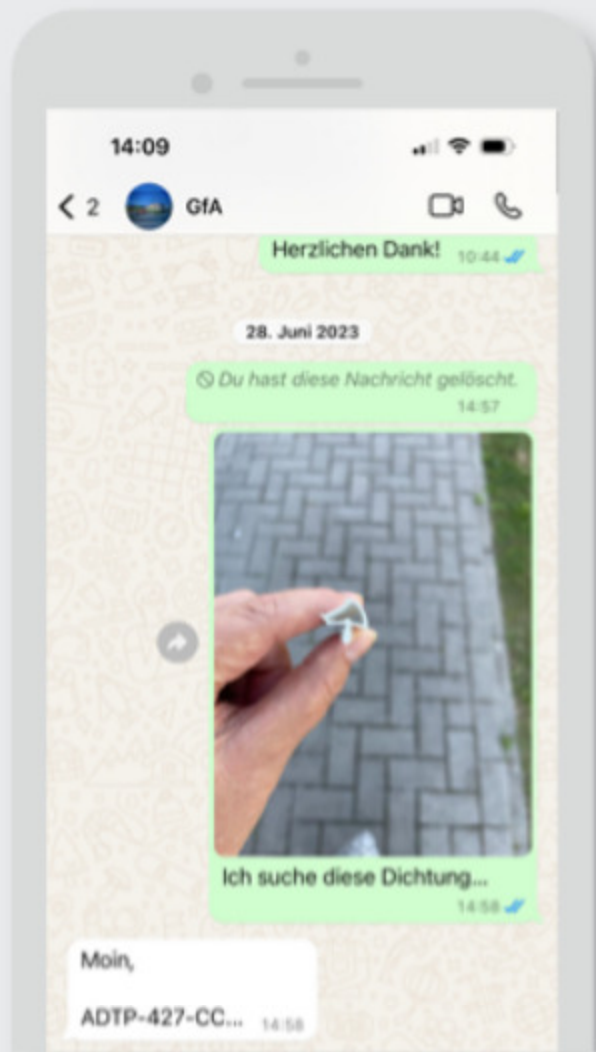 14:09
2 GfA
Herzlichen Dank! 10:44
28. Juni 2023
Du hast diese Nachricht gelöscht.
14:57
Ich suche diese Dichtung...
14:58
Moin,
ADTP-427-CC... 14:58